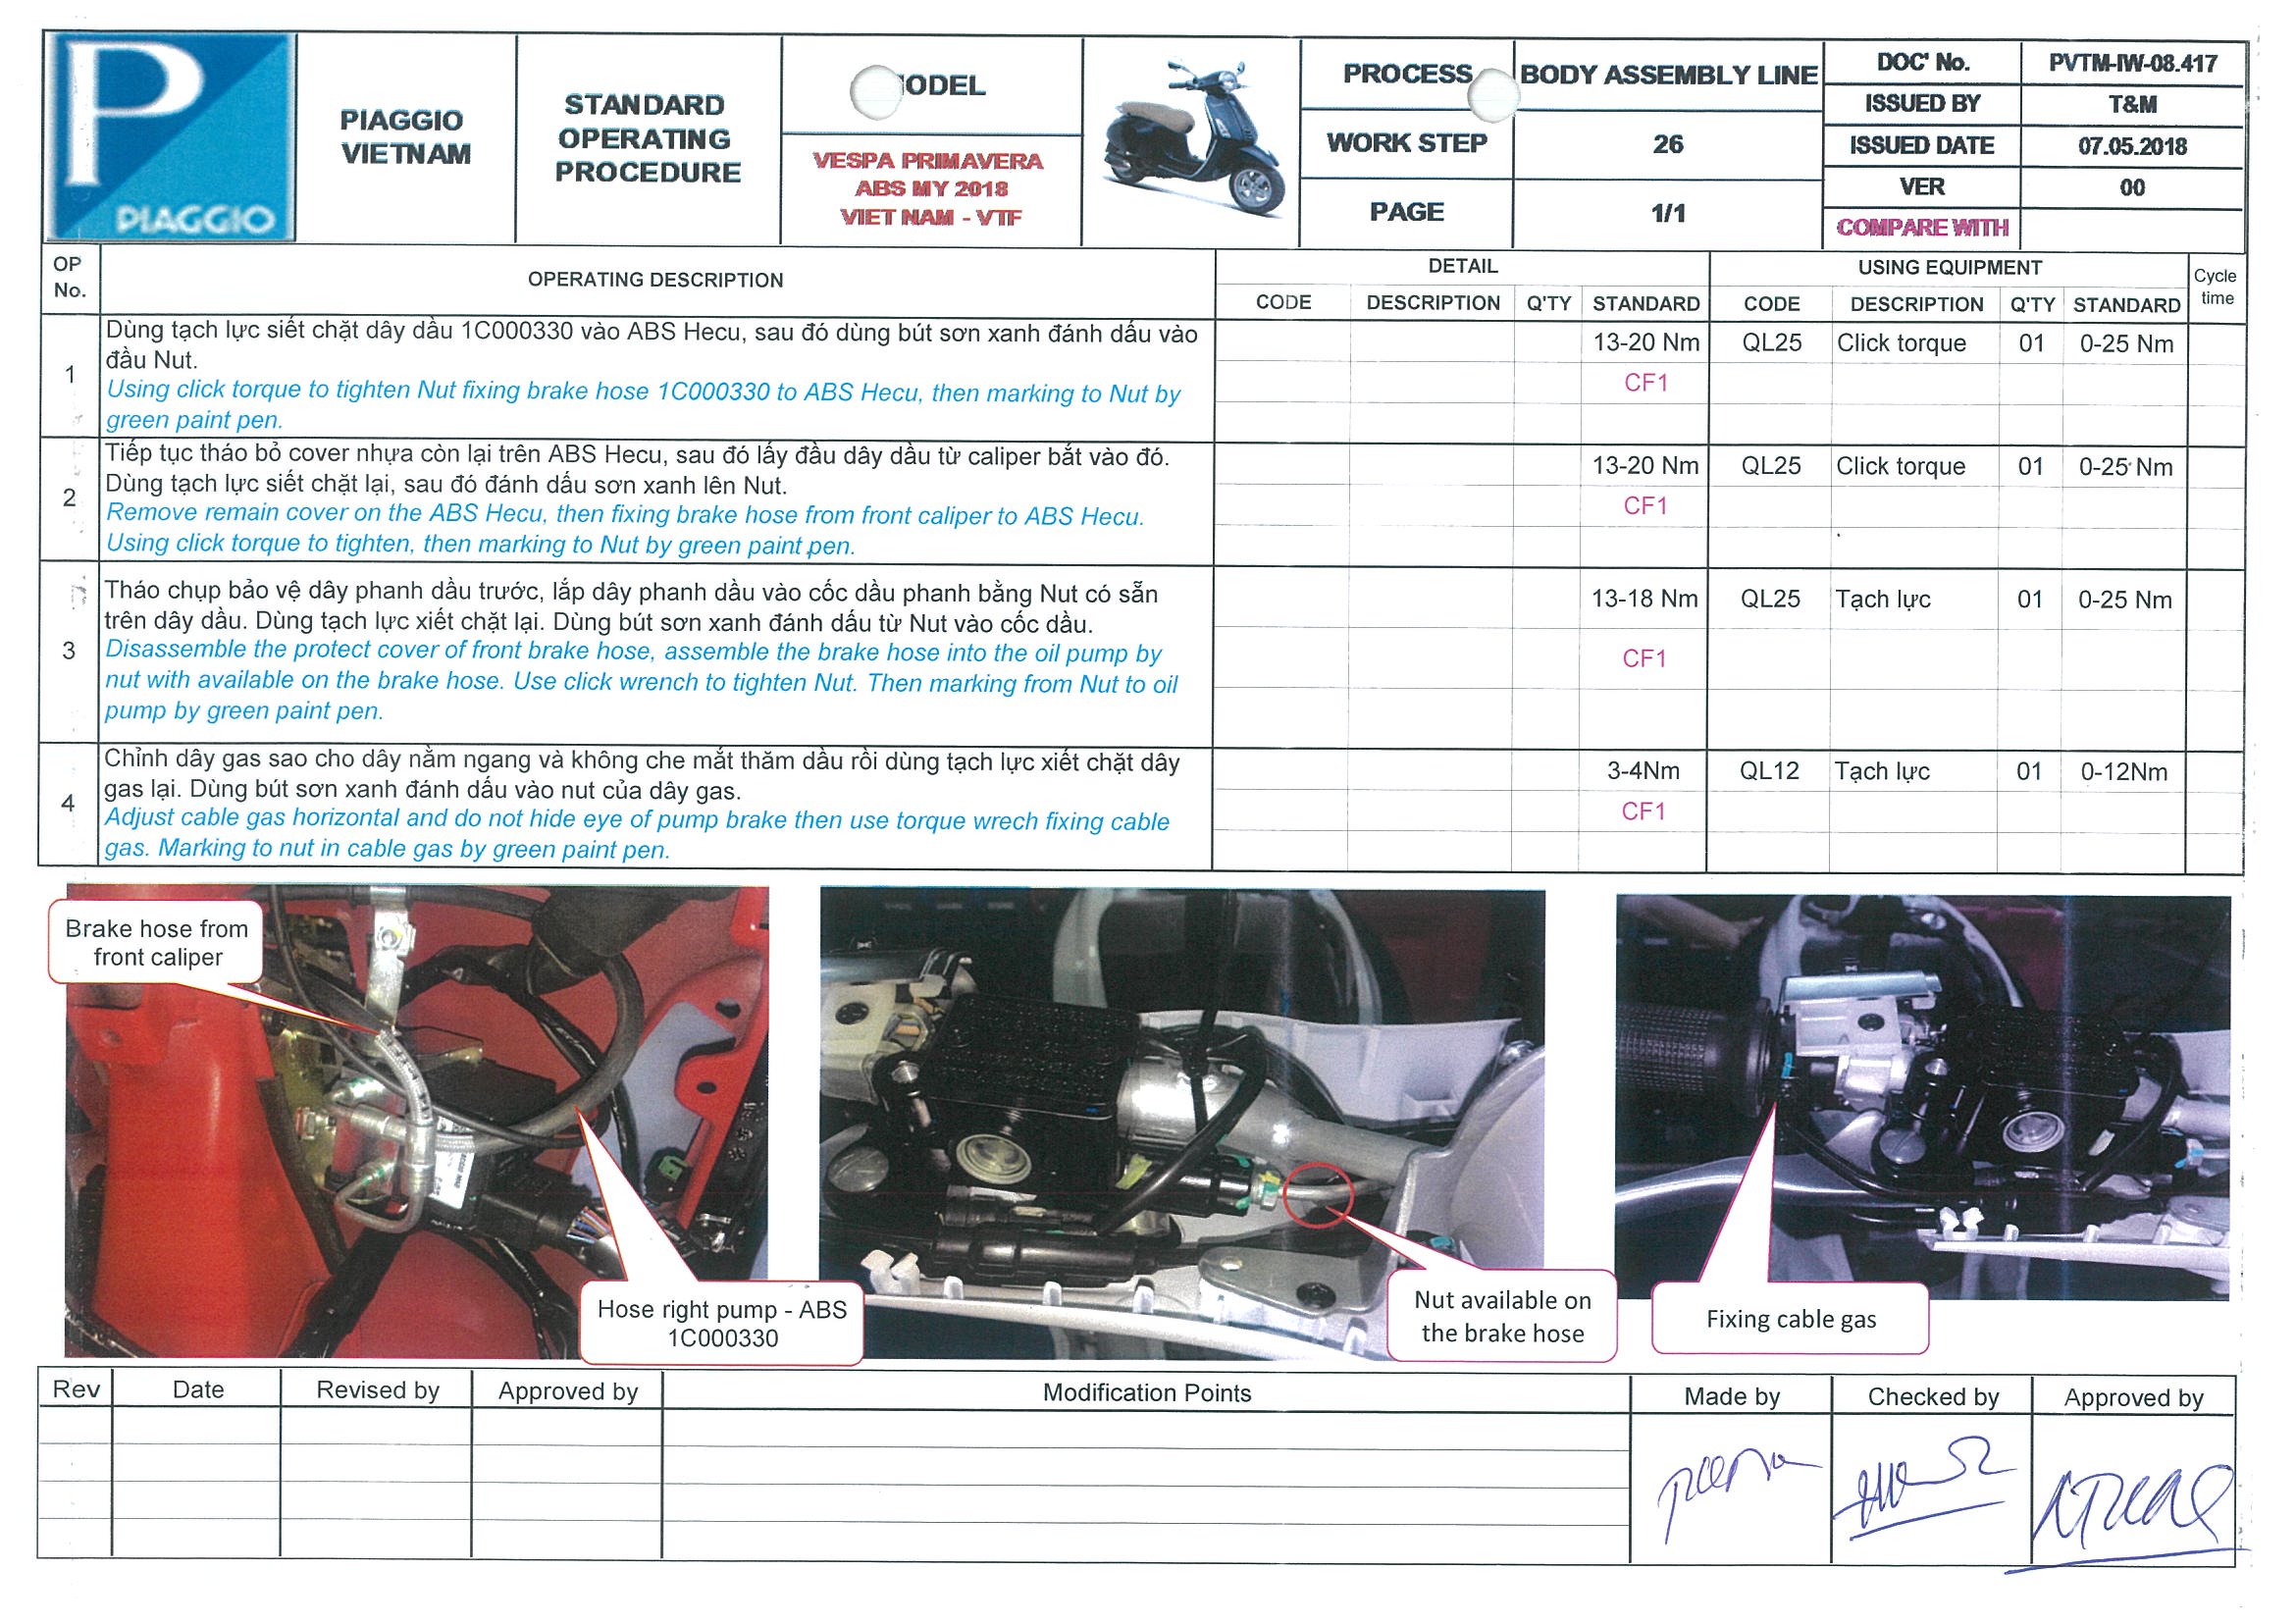 P
PIAGGIO
PIAGGIO
VIETNAM
STANDARD
OPERATING
PROCEDURE
ODEL
VESPA PRIMAVERA
ABS MY 2018
VIET NAM - VTF
PROCESS
BODY ASSEMBLY LINE
WORK STEP
26
PAGE
1/1
DOC' No.
PVTM-IW-08.417
ISSUED BY
T&M
ISSUED DATE
07.05.2018
VER
00
COMPARE WITH
OP
No.
OPERATING DESCRIPTION
DETAIL
USING EQUIPMENT
Cycle
time
CODE
DESCRIPTION
Q'TY
STANDARD
CODE
DESCRIPTION
Q'TY
STANDARD
1
Dùng tạch lực siết chặt dây dầu 1C000330 vào ABS Hecu, sau đó dùng bút sơn xanh đánh dấu vào
đầu Nut.
Using click torque to tighten Nut fixing brake hose 1C000330 to ABS Hecu, then marking to Nut by
green paint pen.
13-20 Nm
CF1
QL25
Click torque
01
0-25 Nm
2
Tiếp tục tháo bỏ cover nhựa còn lại trên ABS Hecu, sau đó lấy đầu dây dầu từ caliper bắt vào đó.
Dùng tạch lực siết chặt lại, sau đó đánh dấu sơn xanh lên Nut.
Remove remain cover on the ABS Hecu, then fixing brake hose from front caliper to ABS Hecu.
Using click torque to tighten, then marking to Nut by green paint pen.
13-20 Nm
CF1
QL25
Click torque
01
0-25 Nm
3
Tháo chụp bảo vệ dây phanh dầu trước, lắp dây phanh dầu vào cốc dầu phanh bằng Nut có sẵn
trên dây dầu. Dùng tạch lực xiết chặt lại. Dùng bút sơn xanh đánh dấu từ Nut vào cốc dầu.
Disassemble the protect cover of front brake hose, assemble the brake hose into the oil pump by
nut with available on the brake hose. Use click wrench to tighten Nut. Then marking from Nut to oil
pump by green paint pen.
13-18 Nm
CF1
QL25
Tạch lực
01
0-25 Nm
4
Chỉnh dây gas sao cho dây nằm ngang và không che mắt thăm dầu rồi dùng tạch lực xiết chặt dây
gas lại. Dùng bút sơn xanh đánh dấu vào nut của dây gas.
Adjust cable gas horizontal and do not hide eye of pump brake then use torque wrech fixing cable
gas. Marking to nut in cable gas by green paint pen.
3-4Nm
CF1
QL12
Tạch lực
01
0-12Nm
Brake hose from
front caliper
Hose right pump - ABS
1C000330
Nut available on
the brake hose
Fixing cable gas
Rev
Date
Revised by
Approved by
Modification Points
Made by
Checked by
Approved by